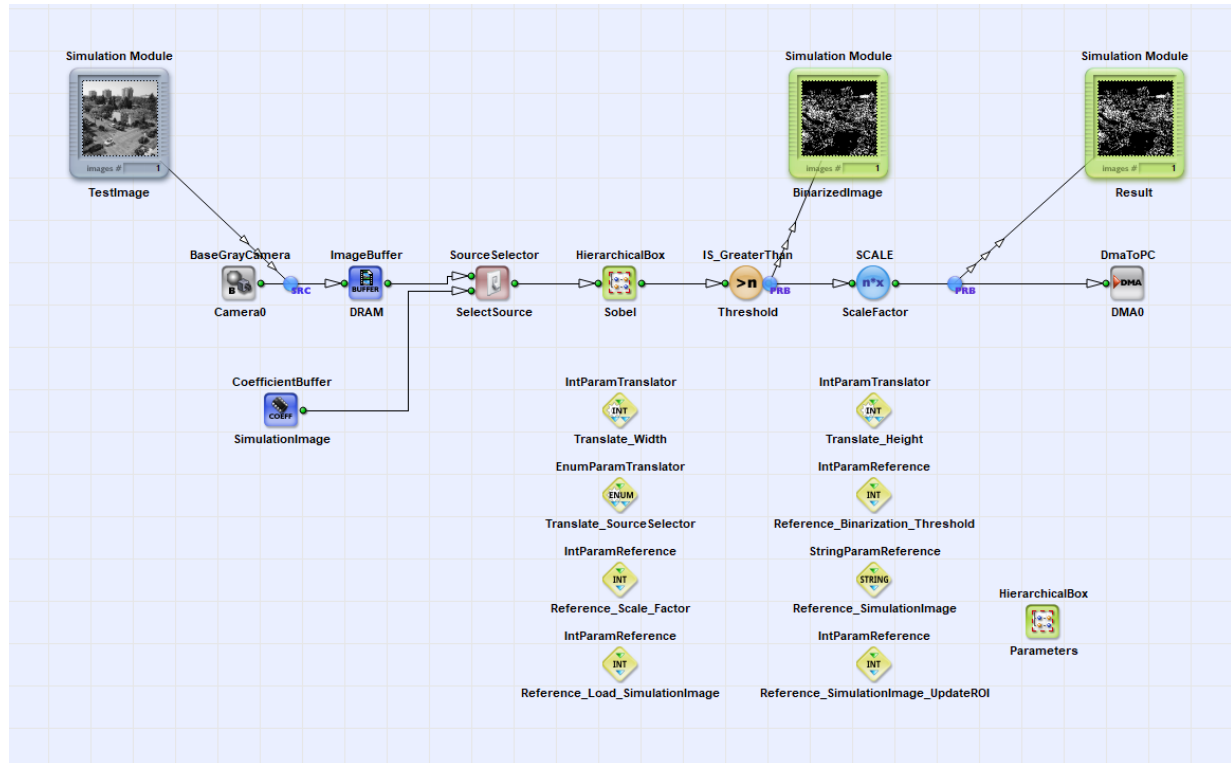 Simulation Module
Simulation Module
Simulation Module
images # 1
images # 1
images # 1
TestImage
BinarizedImage
Result
BaseGrayCamera
ImageBuffer
SourceSelector
HierarchicalBox
IS_GreaterThan
SCALE
DmaToPC
B
SRC
BUFFER
>n
PRB
n*x
PRB
DMA
Camera0
DRAM
SelectSource
Sobel
Threshold
ScaleFactor
DMA0
CoefficientBuffer
IntParamTranslator
IntParamTranslator
COEFF
INT
INT
SimulationImage
Translate_Width
Translate_Height
EnumParamTranslator
IntParamReference
ENUM
INT
Translate_SourceSelector
Reference_Binarization_Threshold
IntParamReference
StringParamReference
INT
STRING
HierarchicalBox
Reference_Scale_Factor
Reference_SimulationImage
IntParamReference
IntParamReference
Parameters
INT
INT
Reference_Load_SimulationImage
Reference_SimulationImage_UpdateROI